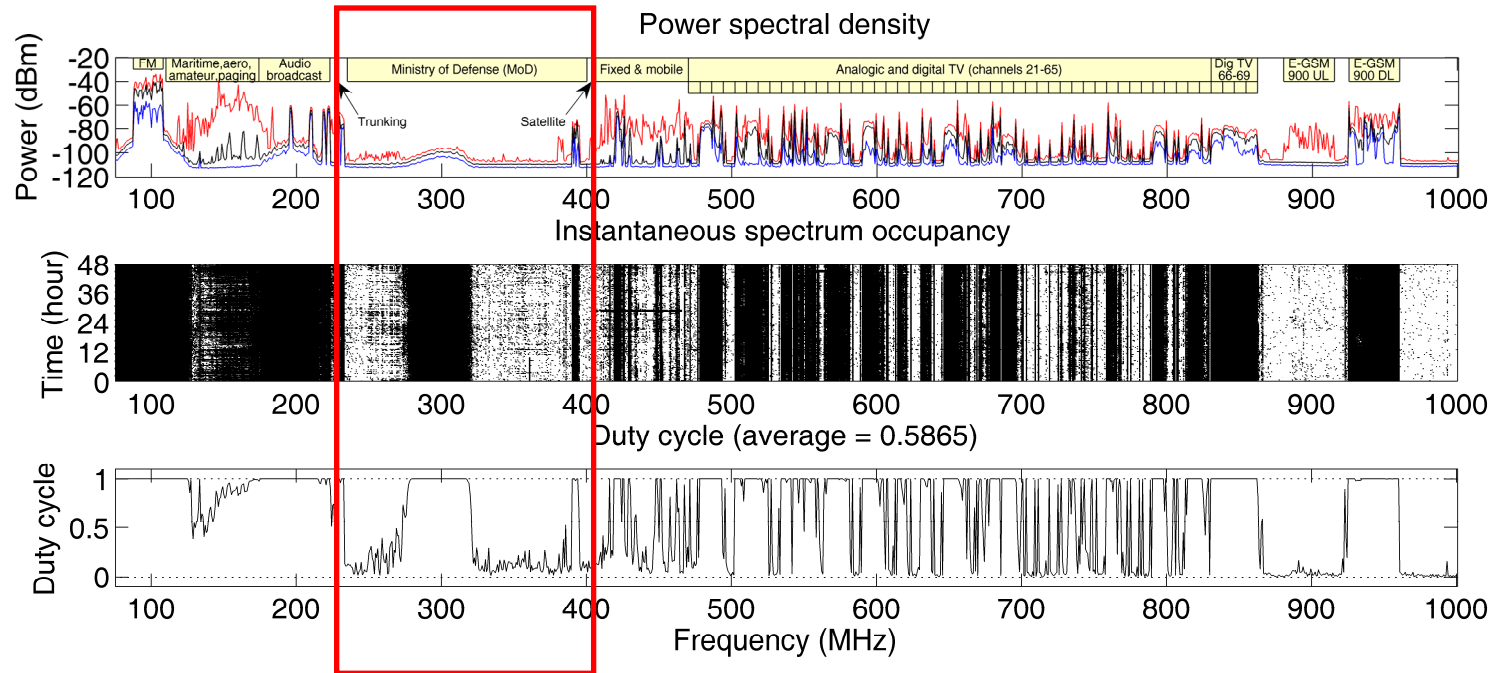 Power spectral density
Power (dBm)
-20
-40
-60
-80
-100
-120
FM
Maritime,aero,
amateur,paging
Audio
broadcast
Ministry of Defense (MoD)
Fixed & mobile
Analogic and digital TV (channels 21-65)
Dig TV
66-69
E-GSM
900 UL
E-GSM
900 DL
Trunking
Satellite
100 200 300 400 500 600 700 800 900 1000
Instantaneous spectrum occupancy
Time (hour)
48
36
24
12
0
100 200 300 400 500 600 700 800 900 1000
Duty cycle (average = 0.5865)
Duty cycle
1
0.5
0
100 200 300 400 500 600 700 800 900 1000
Frequency (MHz)